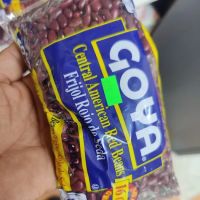 GOYA
Central American Red Beans
Frijol Rojo de Seda